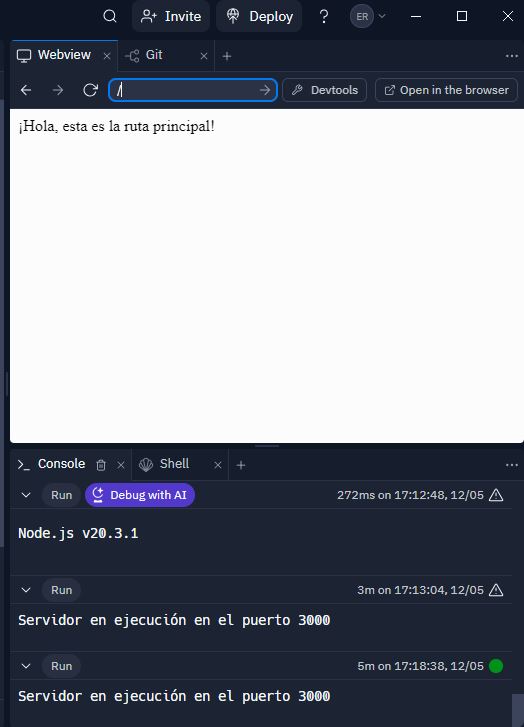 Invite Deploy ? ER
Webview Git
/ Devtools Open in the browser
¡Hola, esta es la ruta principal!
Console Shell
Run Debug with AI 272ms on 17:12:48, 12/05
Node.js v20.3.1
Run 3m on 17:13:04, 12/05
Servidor en ejecución en el puerto 3000
Run 5m on 17:18:38, 12/05
Servidor en ejecución en el puerto 3000